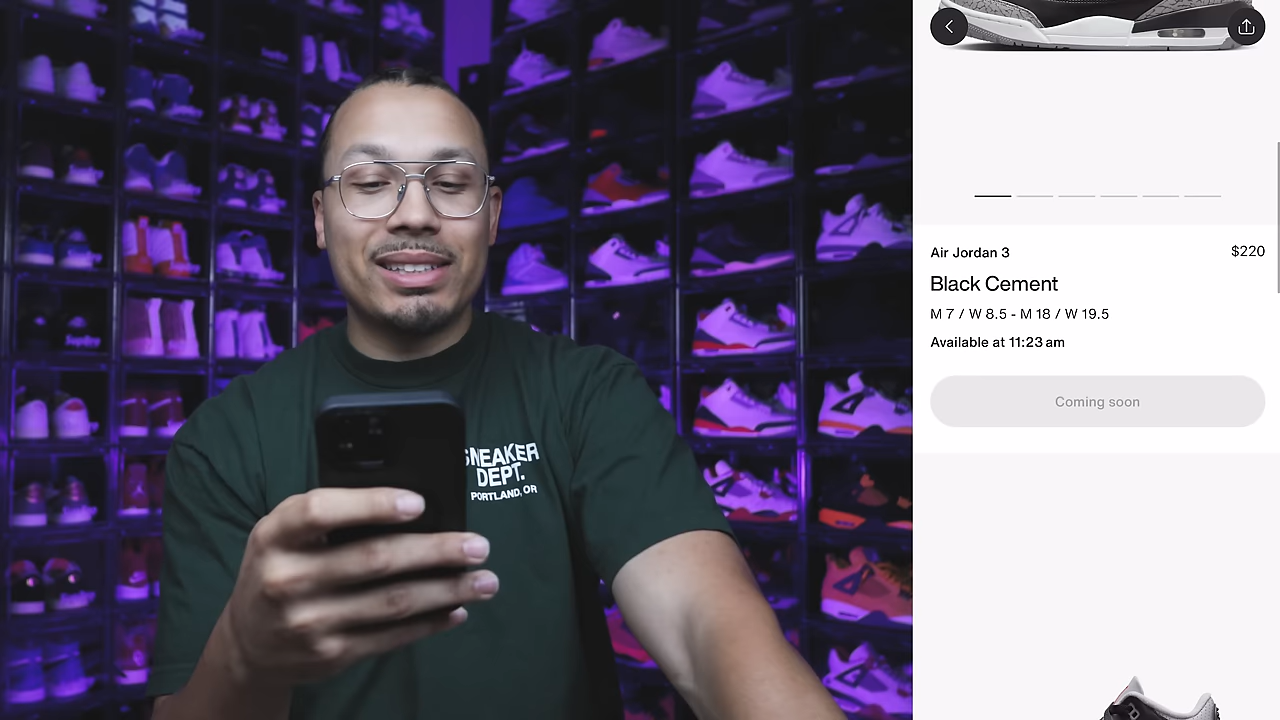 SNEAKER
DEPT.
PORTLAND, OR
Air Jordan 3
$220
Black Cement
M 7 / W 8.5 - M 18 / W 19.5
Available at 11:23 am
Coming soon